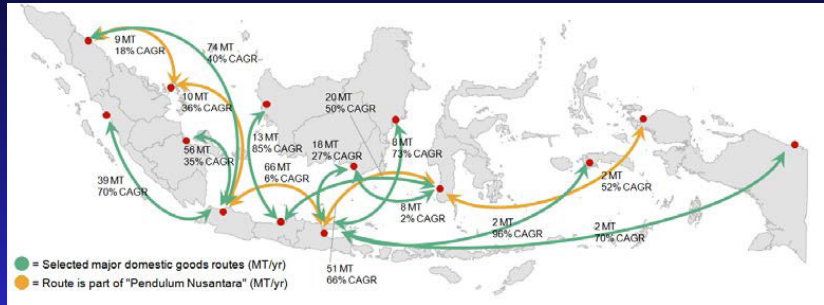 9 MT
18% CAGR
74 MT
40% CAGR
10 MT
36% CAGR
20 MT
50% CAGR
13 MT
85% CAGR
18 MT
27% CAGR
8 MT
73% CAGR
56 MT
35% CAGR
66 MT
6% CAGR
39 MT
70% CAGR
2 MT
52% CAGR
8 MT
2% CAGR
2 MT
96% CAGR
2 MT
70% CAGR
51 MT
66% CAGR
= Selected major domestic goods routes (MT/yr)
= Route is part of "Pendulum Nusantara" (MT/yr)